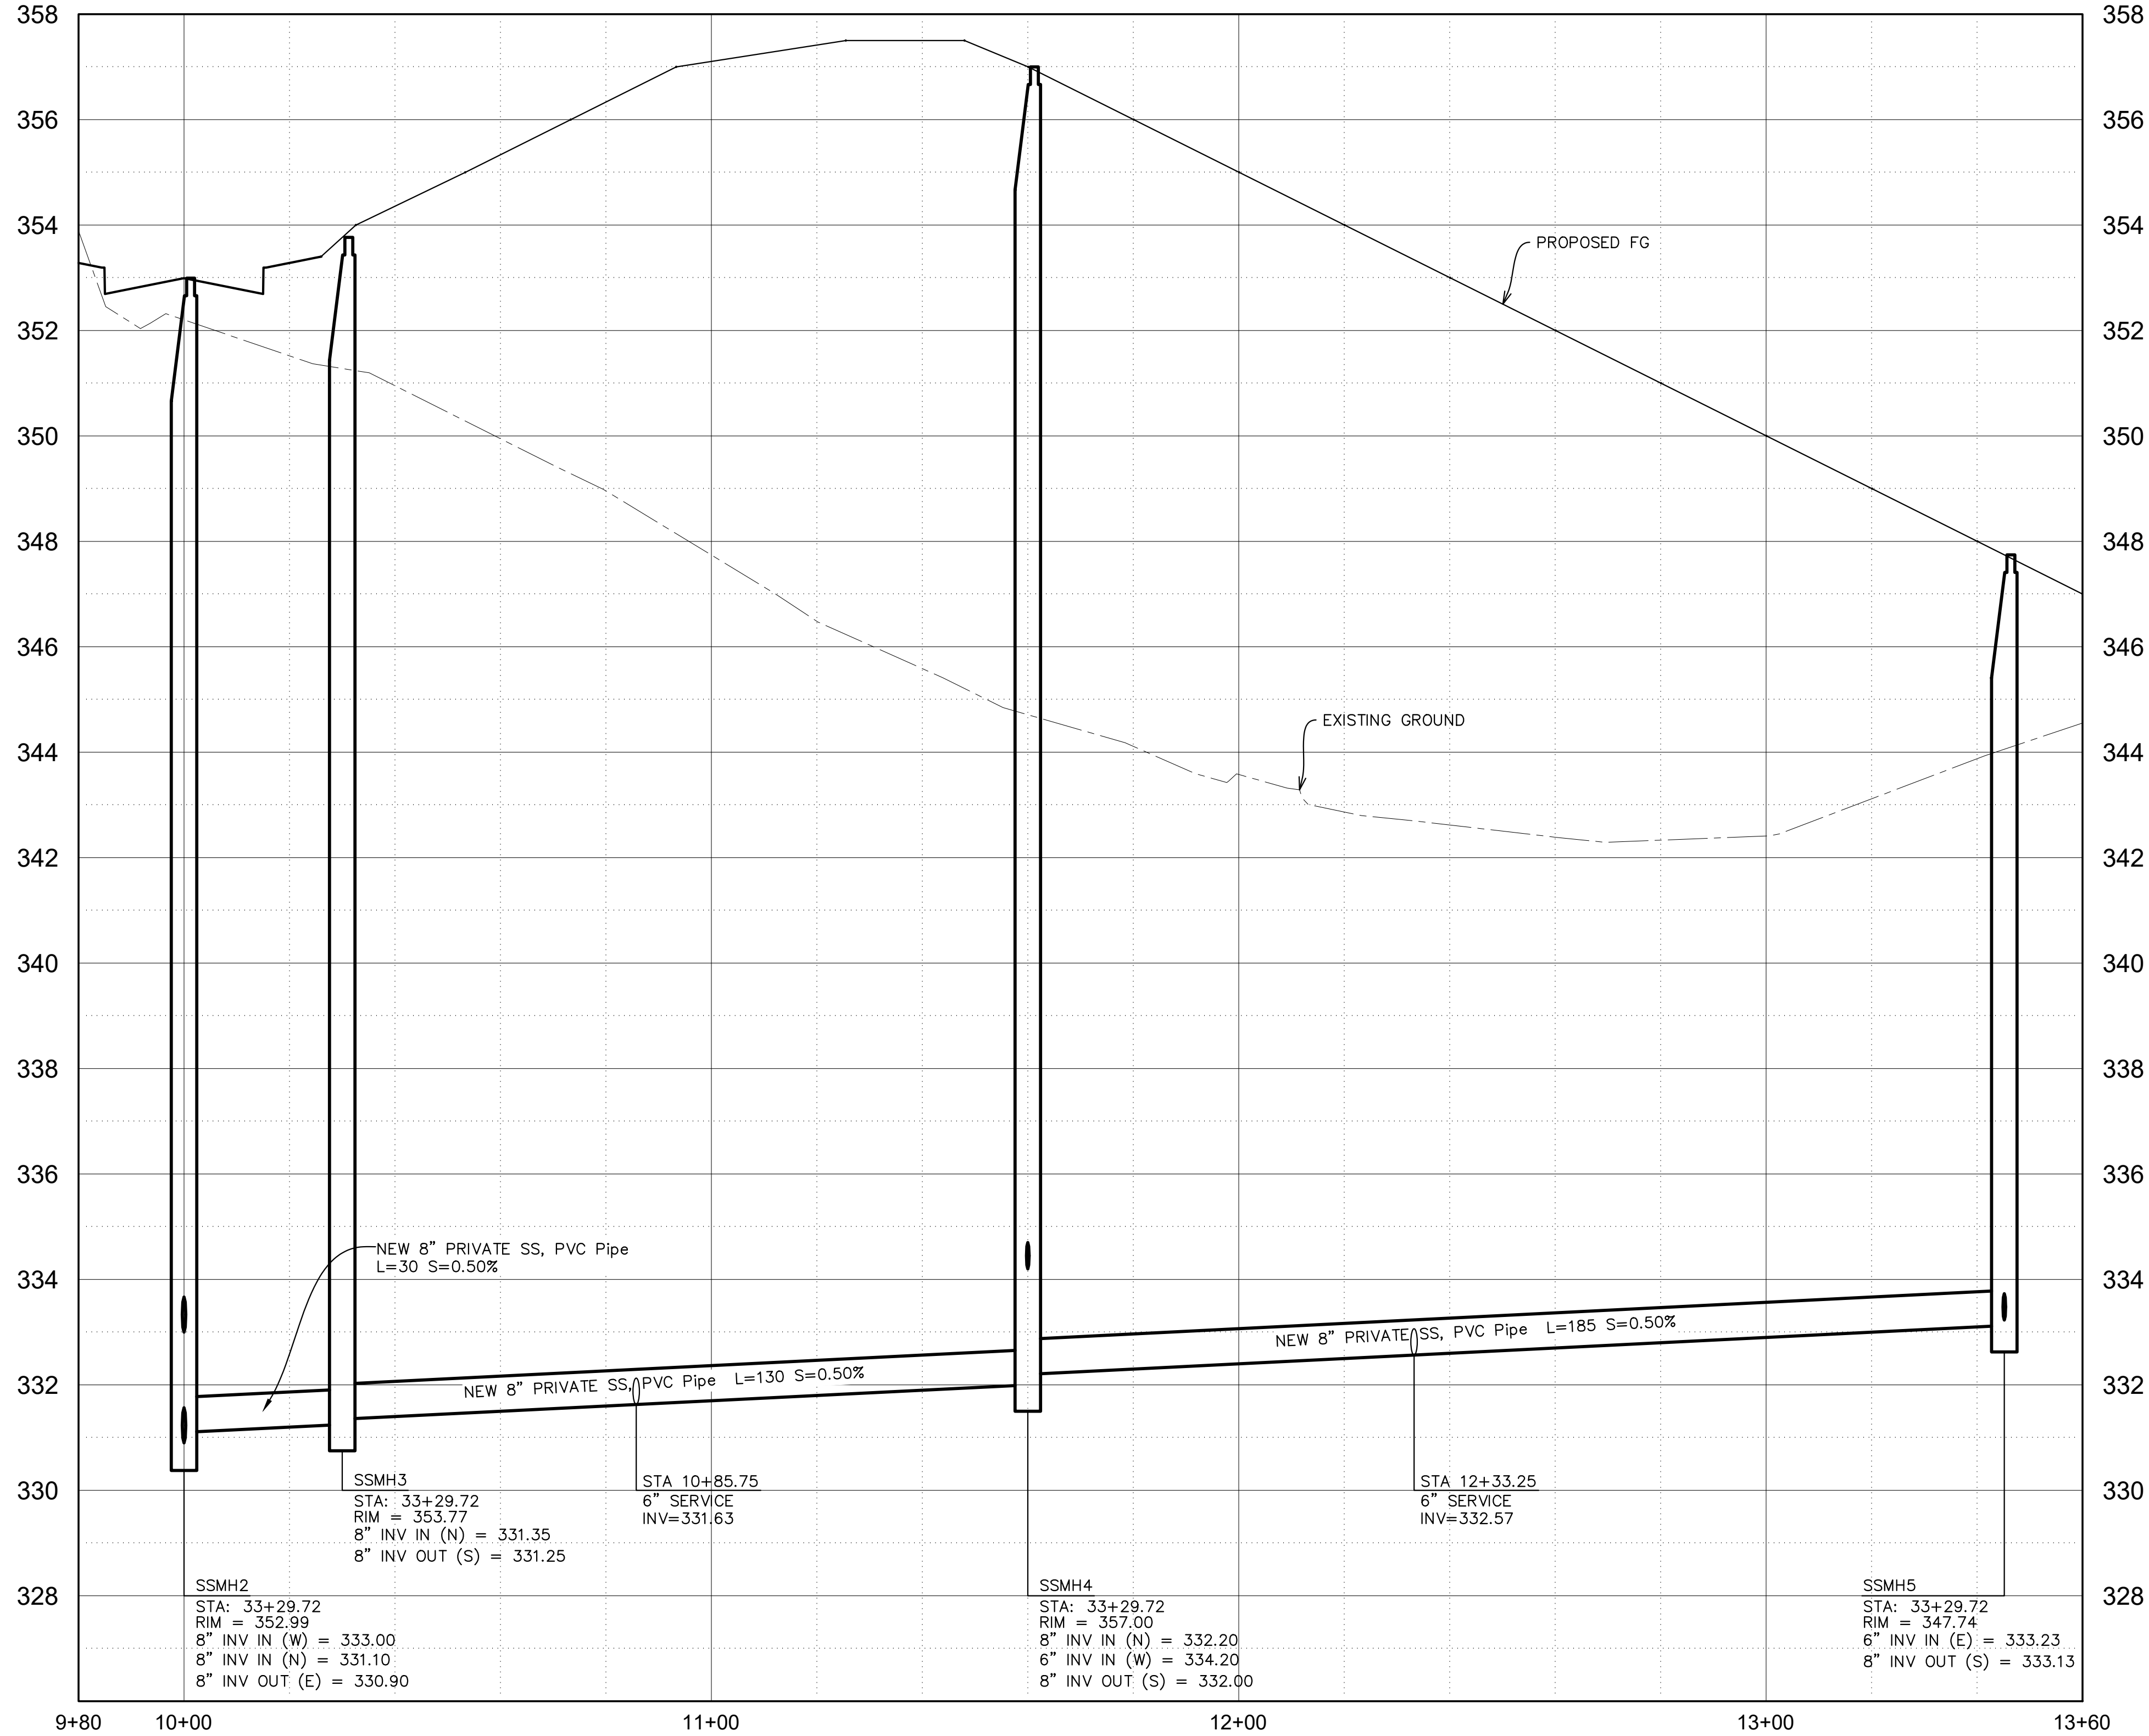 358
358
356
356
354
354
PROPOSED FG
352
352
350
350
348
348
346
346
EXISTING GROUND
344
344
342
342
340
340
338
338
336
336
NEW 8" PRIVATE SS, PVC Pipe
L=30 S=0.50%
334
334
NEW 8" PRIVATE SS, PVC Pipe L=185 S=0.50%
332
332
NEW 8" PRIVATE SS, PVC Pipe L=130 S=0.50%
330
330
SSMH3
STA: 33+29.72
RIM = 353.77
8" INV IN (N) = 331.35
8" INV OUT (S) = 331.25
STA 10+85.75
6" SERVICE
INV=331.63
STA 12+33.25
6" SERVICE
INV=332.57
328
328
SSMH2
STA: 33+29.72
RIM = 352.99
8" INV IN (W) = 333.00
8" INV IN (N) = 331.10
8" INV OUT (E) = 330.90
SSMH4
STA: 33+29.72
RIM = 357.00
8" INV IN (N) = 332.20
6" INV IN (W) = 334.20
8" INV OUT (S) = 332.00
SSMH5
STA: 33+29.72
RIM = 347.74
6" INV IN (E) = 333.23
8" INV OUT (S) = 333.13
9+80
10+00
11+00
12+00
13+00
13+60